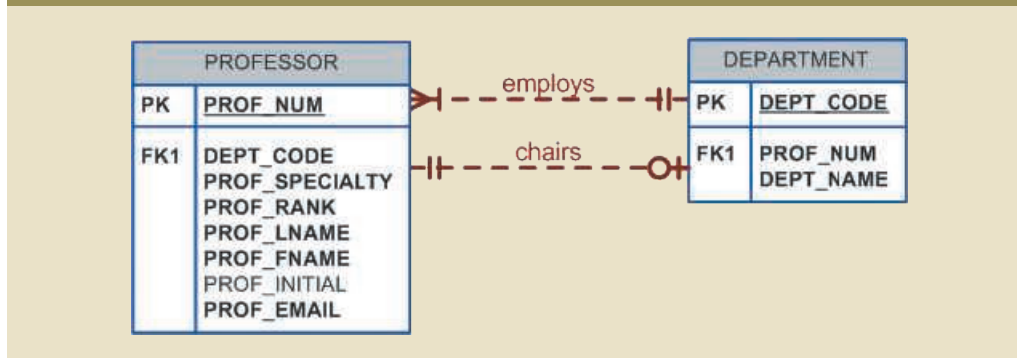 PROFESSOR
PK PROF_NUM
FK1 DEPT_CODE
PROF_SPECIALTY
PROF_RANK
PROF_LNAME
PROF_FNAME
PROF_INITIAL
PROF_EMAIL
employs
chairs
DEPARTMENT
PK DEPT_CODE
FK1 PROF_NUM
DEPT_NAME